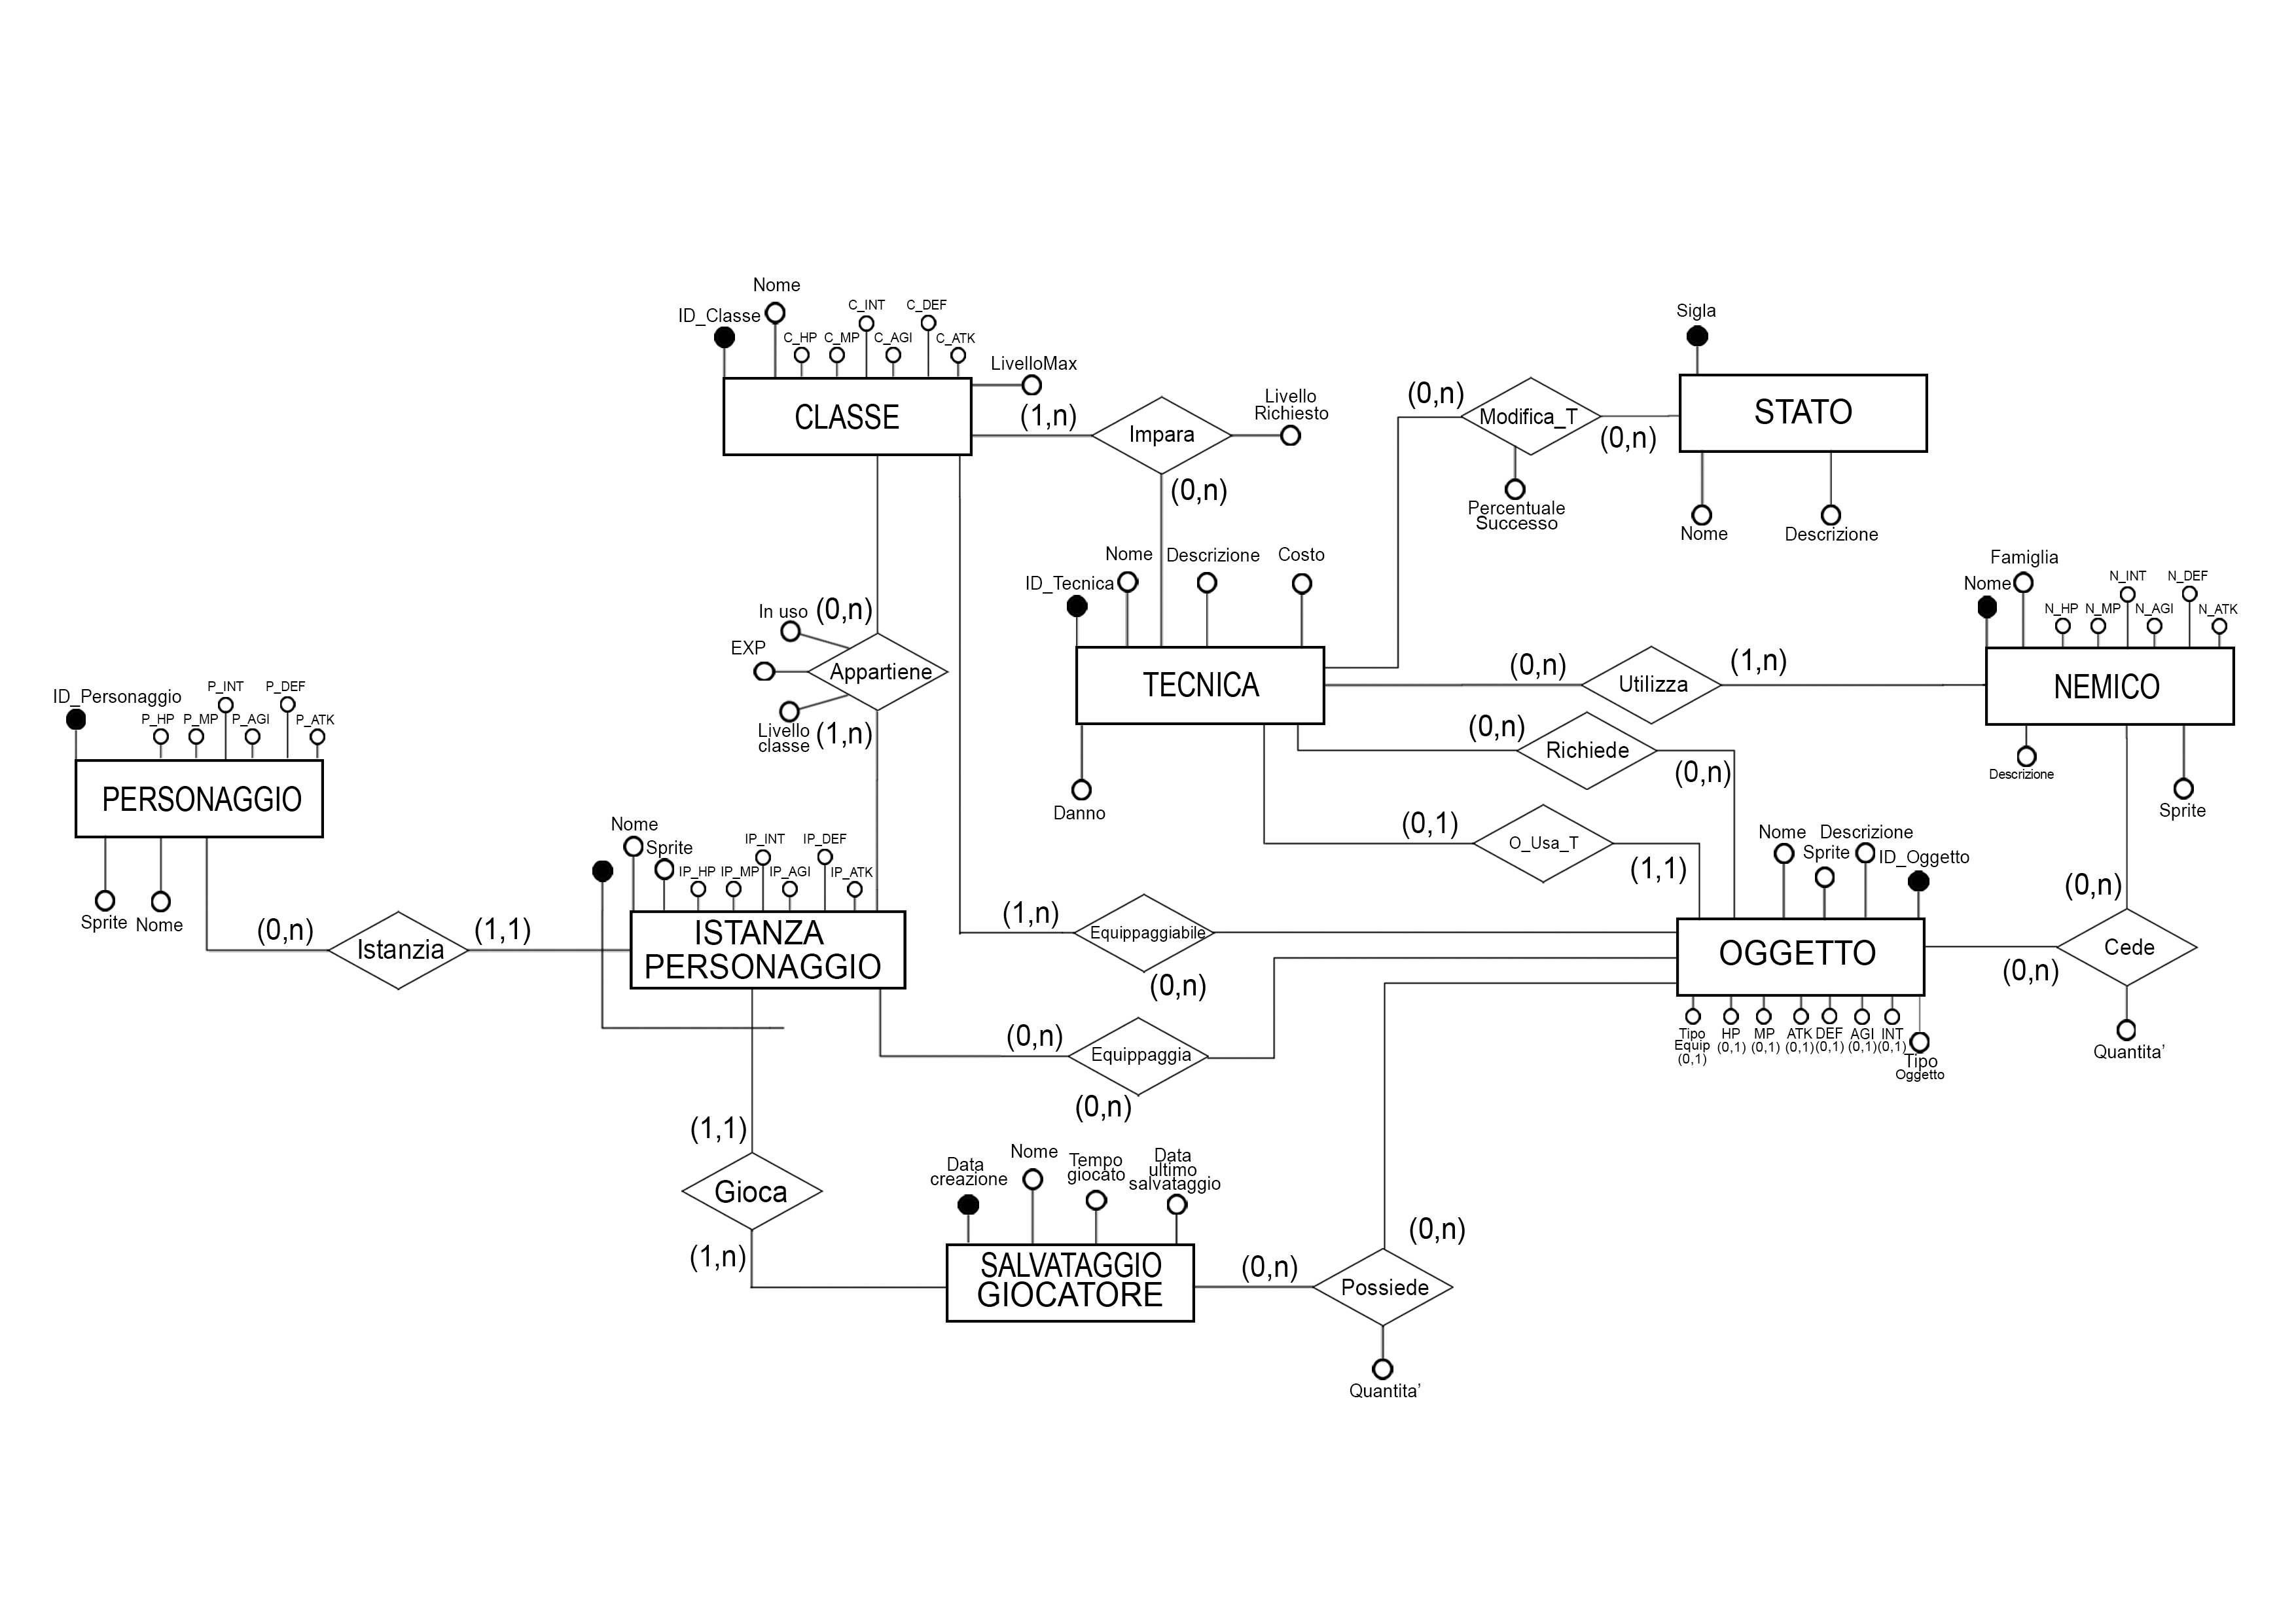 Nome
ID_Classe
C_INT
C_DEF
C_HP
C_MP
C_AGI
C_ATK
LivelloMax
CLASSE
(1,n)
Impara
Livello
Richiesto
(0,n)
Sigla
(0,n)
Modifica_T
(0,n)
STATO
Percentuale
Successo
Nome
Descrizione
Nome
Descrizione
Costo
ID_Tecnica
TECNICA
Danno
Famiglia
Nome
N_INT
N_DEF
N_HP
N_MP
N_AGI
N_ATK
(0,n)
Utilizza
(1,n)
NEMICO
Descrizione
Sprite
In uso
(0,n)
EXP
Appartiene
Livello
classe
(1,n)
ID_Personaggio
P_INT
P_DEF
P_HP
P_MP
P_AGI
P_ATK
PERSONAGGIO
Sprite
Nome
(0,n)
Istanzia
(1,1)
Nome
Sprite
IP_INT
IP_DEF
IP_HP
IP_MP
IP_AGI
IP_ATK
ISTANZA
PERSONAGGIO
(0,n)
Richiede
(0,n)
(0,1)
O_Usa_T
(1,1)
Nome
Descrizione
Sprite
ID_Oggetto
OGGETTO
(1,n)
Equippaggiabile
(0,n)
(0,n)
Equippaggia
(0,n)
Tipo
Equip
(0,1)
HP
(0,1)
MP
(0,1)
ATK
(0,1)
DEF
(0,1)
AGI
(0,1)
INT
(0,1)
Tipo
Oggetto
(0,n)
Cede
(0,n)
Quantita’
(1,1)
Gioca
(1,n)
Data
creazione
Nome
Tempo
giocato
Data
ultimo
salvataggio
SALVATAGGIO
GIOCATORE
(0,n)
Possiede
(0,n)
Quantita’